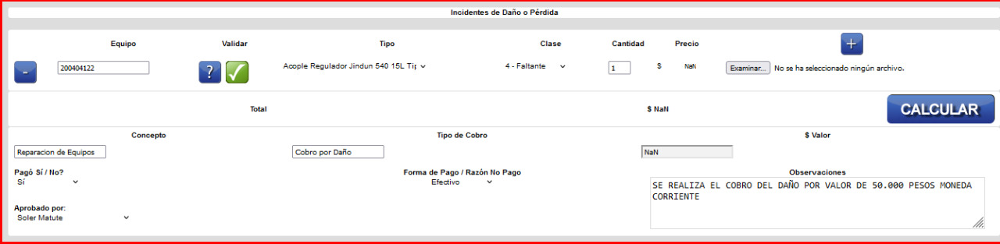 Incidentes de Daño o Pérdida
Equipo Validar Tipo Clase Cantidad Precio +
- 200404122 ? Acople Regulador Jindun 540 15L Tip 4 - Faltante 1 $ NaN Examinar... No se ha seleccionado ningún archivo.
Total $ NaN CALCULAR
Concepto Tipo de Cobro $ Valor
Reparacion de Equipos Cobro por Daño NaN
Pagó Sí / No? Forma de Pago / Razón No Pago Observaciones
Sí Efectivo
SE REALIZA EL COBRO DEL DAÑO POR VALOR DE 50.000 PESOS MONEDA
CORRIENTE
Aprobado por:
Soler Matute